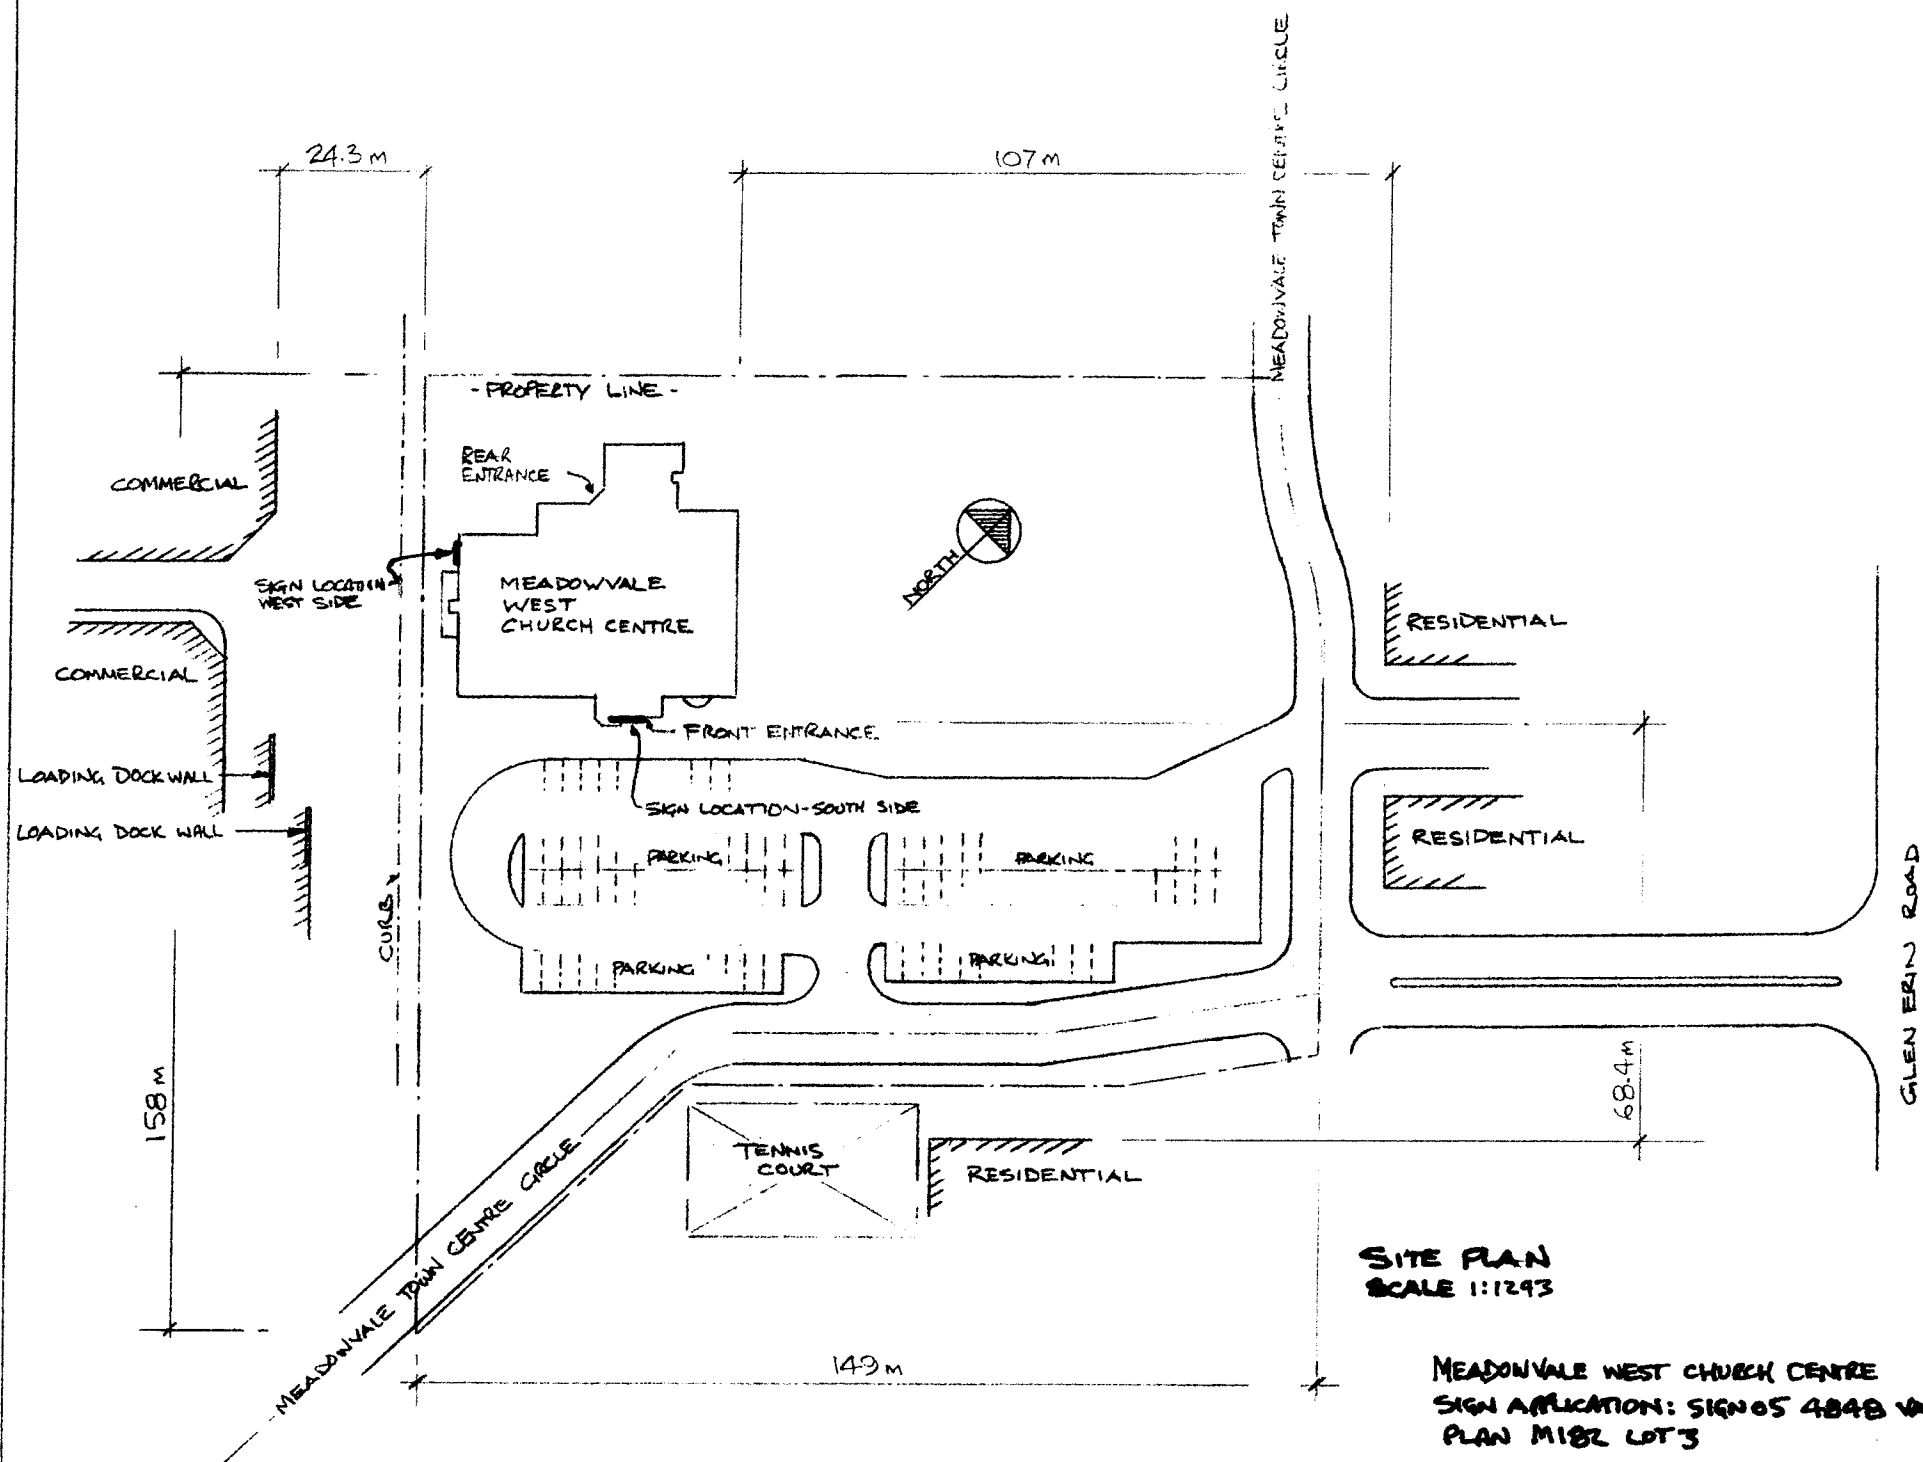 MEADOWVALE TOWN CENTRE CIRCLE
24.3 m
107 m
- PROPERTY LINE -
REAR
ENTRANCE
COMMERCIAL
NORTH
SIGN LOCATION
WEST SIDE
MEADOWVALE
WEST
CHURCH CENTRE
RESIDENTIAL
COMMERCIAL
FRONT ENTRANCE
LOADING DOCK WALL
SIGN LOCATION-SOUTH SIDE
LOADING DOCK WALL
PARKING
PARKING
RESIDENTIAL
CURB
PARKING
PARKING
GLEN ERIN ROAD
158 m
68.4 m
TENNIS
COURT
RESIDENTIAL
MEADOWVALE TOWN CENTRE CIRCLE
SITE PLAN
SCALE 1:1293
149 m
MEADOWVALE WEST CHURCH CENTRE
SIGN APPLICATION: SIGN 05 4848
PLAN M182 LOT 3